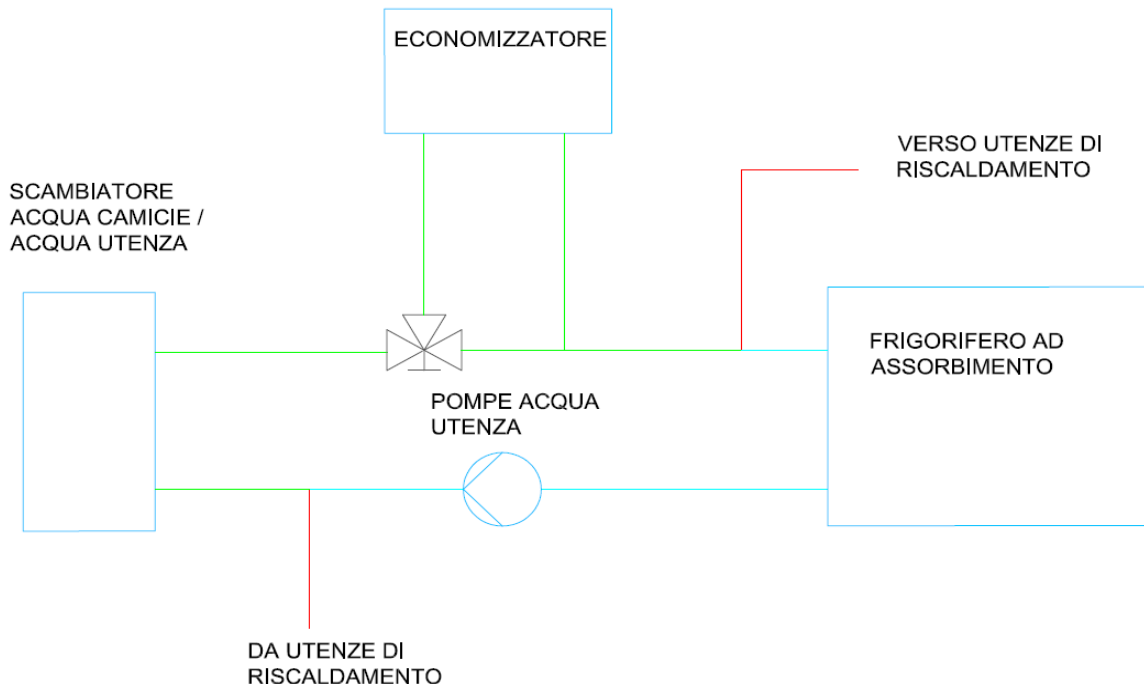 ECONOMIZZATORE
VERSO UTENZE DI
RISCALDAMENTO
SCAMBIATORE
ACQUA CAMICIE /
ACQUA UTENZA
FRIGORIFERO AD
ASSORBIMENTO
POMPE ACQUA
UTENZA
DA UTENZE DI
RISCALDAMENTO